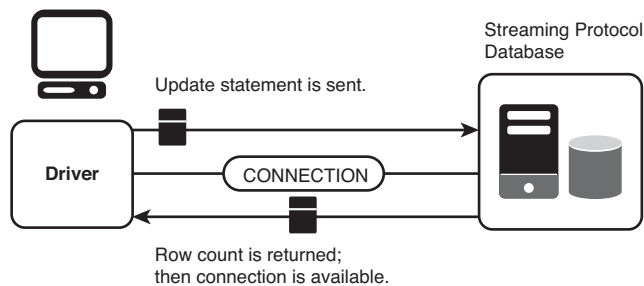 Streaming Protocol
Database
Update statement is sent.
Driver
CONNECTION
Row count is returned;
then connection is available.